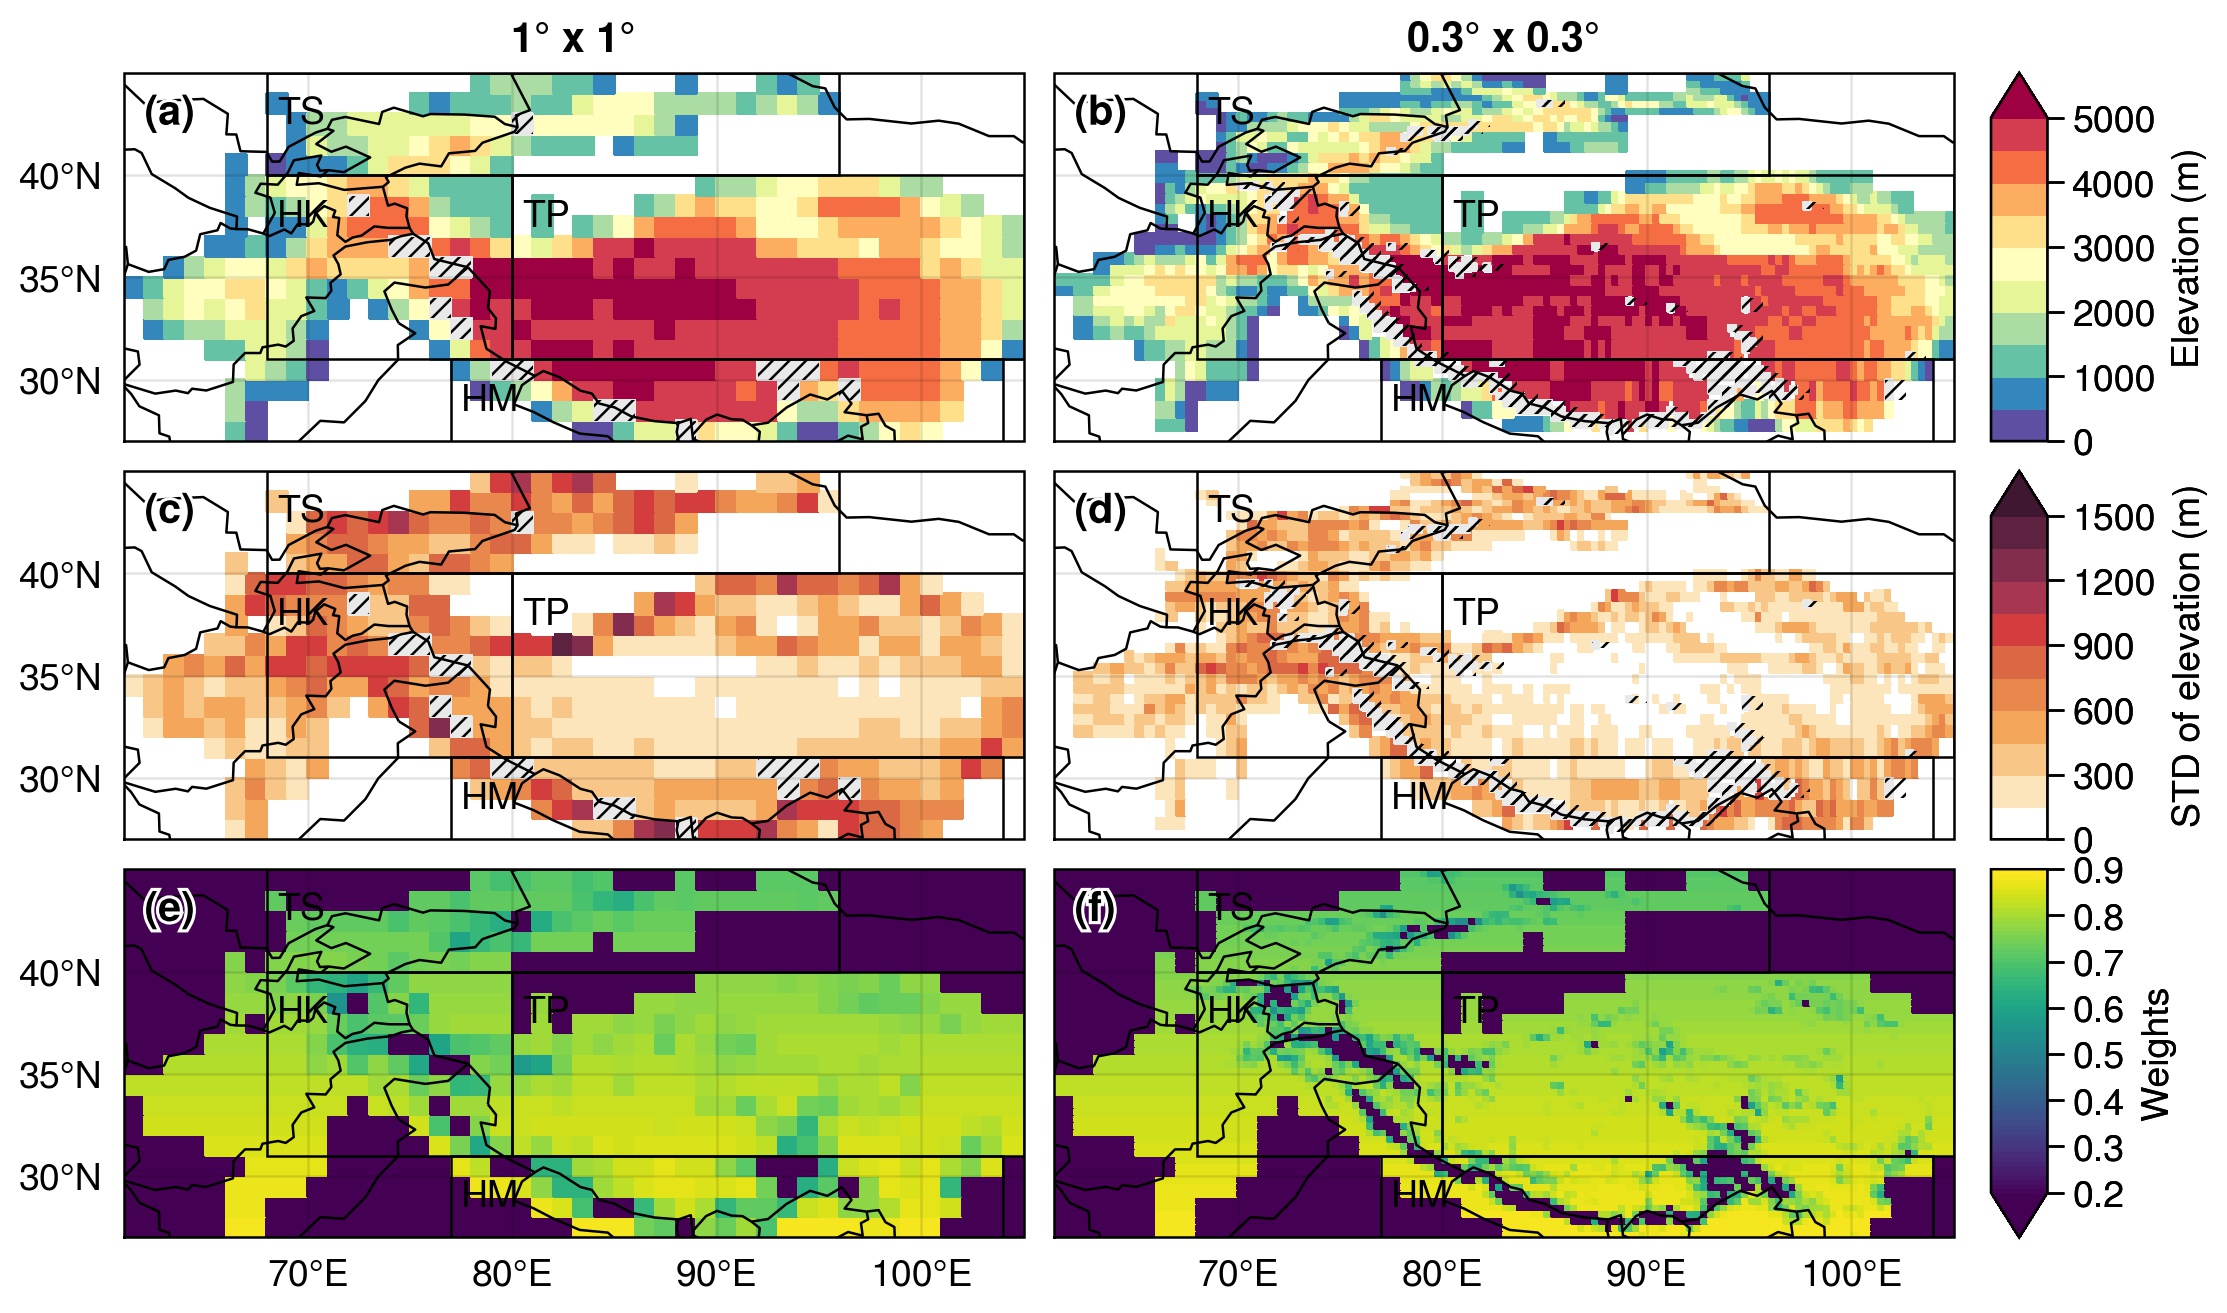 1° x 1°
0.3° x 0.3°
(a)
TS
HK
TP
HM
40°N
35°N
30°N
(b)
TS
HK
TP
HM
5000
4000
3000
2000
1000
0
Elevation (m)
(c)
TS
HK
TP
HM
40°N
35°N
30°N
(d)
TS
HK
TP
HM
1500
1200
900
600
300
0
STD of elevation (m)
(e)
TS
HK
TP
HM
40°N
35°N
30°N
(f)
TS
HK
TP
HM
0.9
0.8
0.7
0.6
0.5
0.4
0.3
0.2
Weights
70°E
80°E
90°E
100°E
70°E
80°E
90°E
100°E